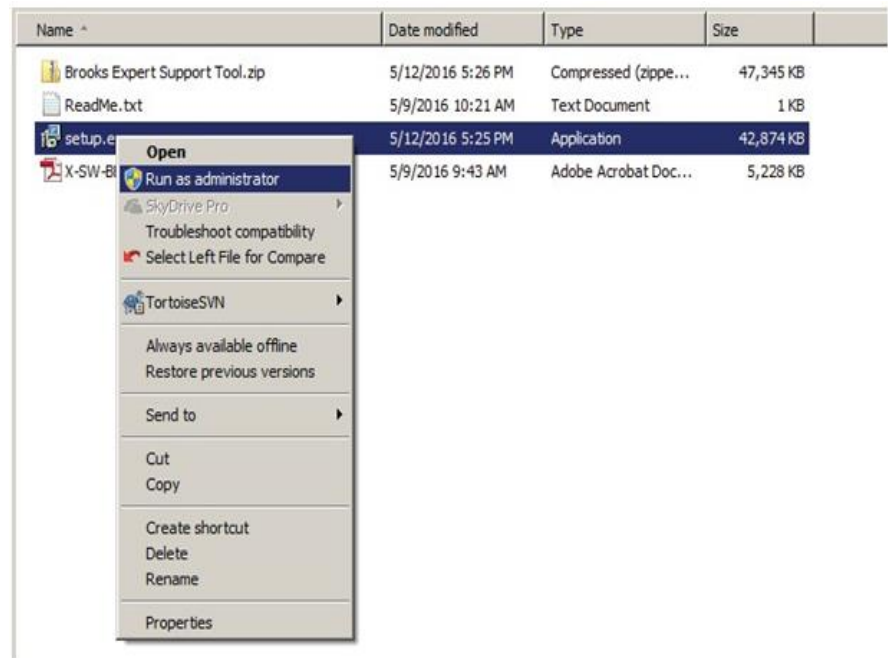 Name Date modified Type Size
Brooks Expert Support Tool.zip 5/12/2016 5:26 PM Compressed (zippe... 47,345 KB
ReadMe.txt 5/9/2016 10:21 AM Text Document 1 KB
setup.e 5/12/2016 5:25 PM Application 42,874 KB
X-SW-B 5/9/2016 9:43 AM Adobe Acrobat Doc... 5,228 KB
Open
Run as administrator
SkyDrive Pro
Troubleshoot compatibility
Select Left File for Compare
TortoiseSVN
Always available offline
Restore previous versions
Send to
Cut
Copy
Create shortcut
Delete
Rename
Properties